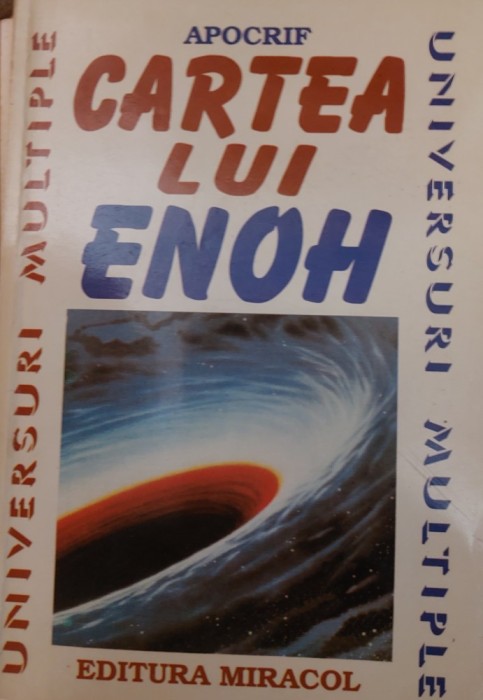 APOCRIF
CARTEA
LUI
ENOH
UNIVERSURI MULTIPLE
UNIVERSURI MULTIPLE
EDITURA MIRACOL